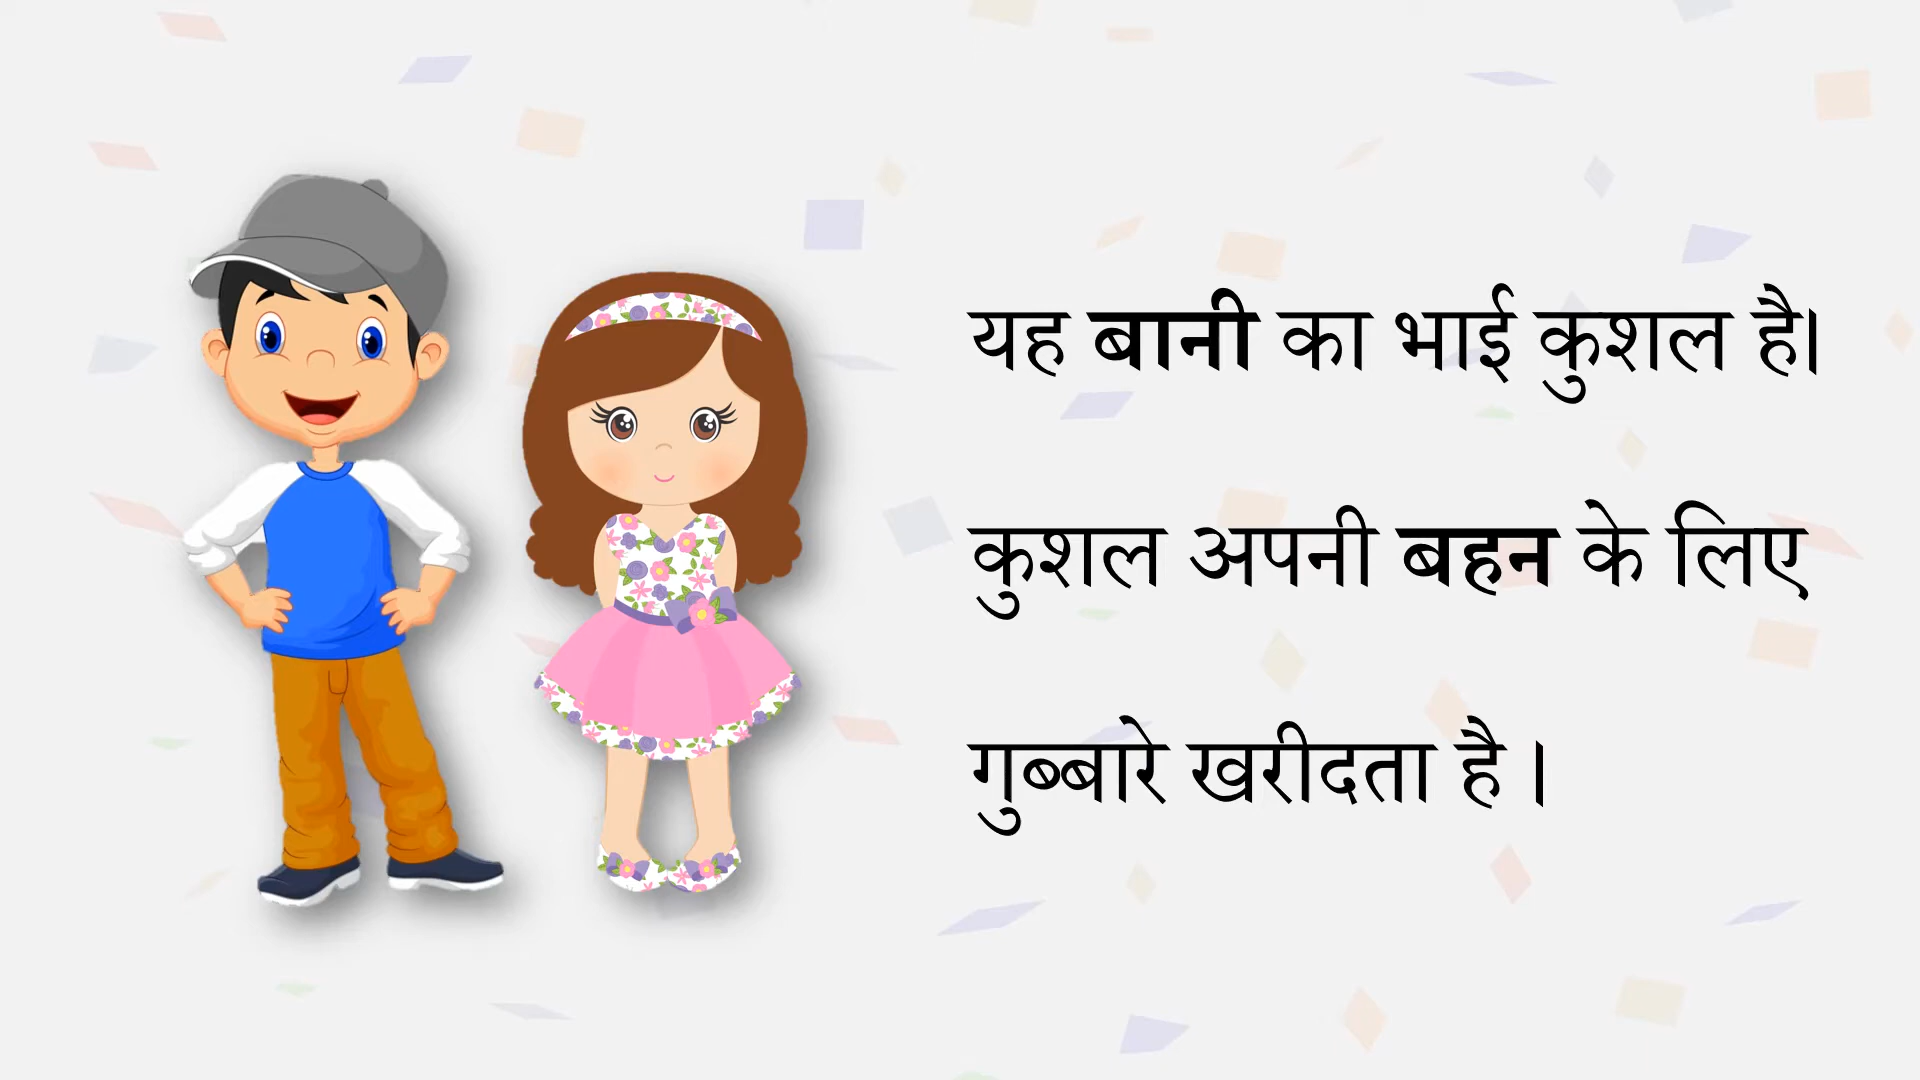 यह बानी का भाई कुशल है।
कुशल अपनी बहन के लिए
गुब्बारे खरीदता है ।